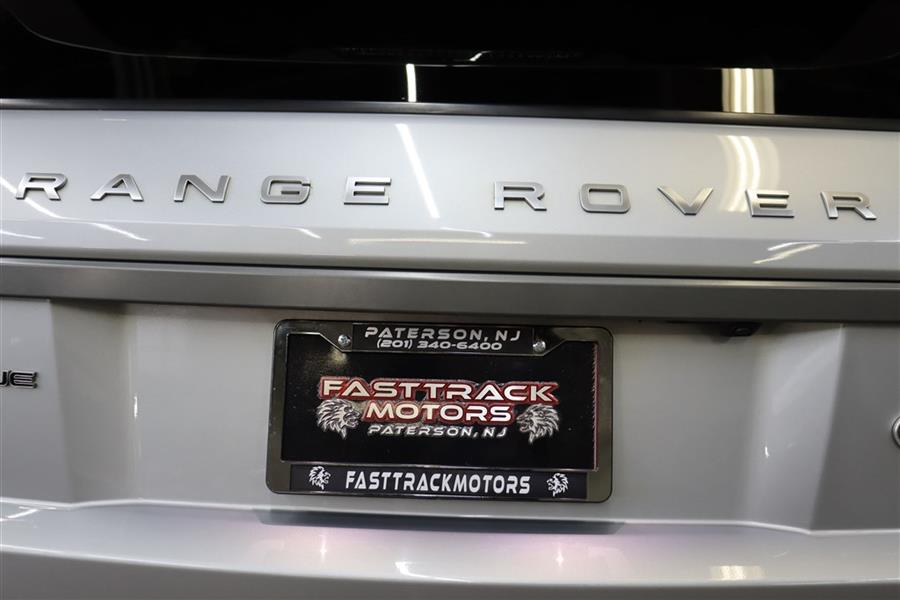 RANGE ROVER
PATERSON, NJ
(201) 340-6400
FASTTRACK
MOTORS
PATERSON, NJ
FASTTRACKMOTORS